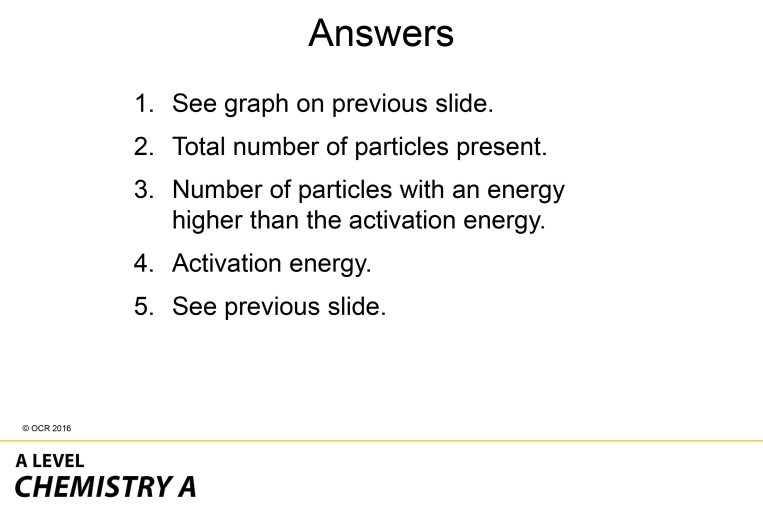 Answers
1. See graph on previous slide.
2. Total number of particles present.
3. Number of particles with an energy
higher than the activation energy.
4. Activation energy.
5. See previous slide.
© OCR 2016
A LEVEL
CHEMISTRY A